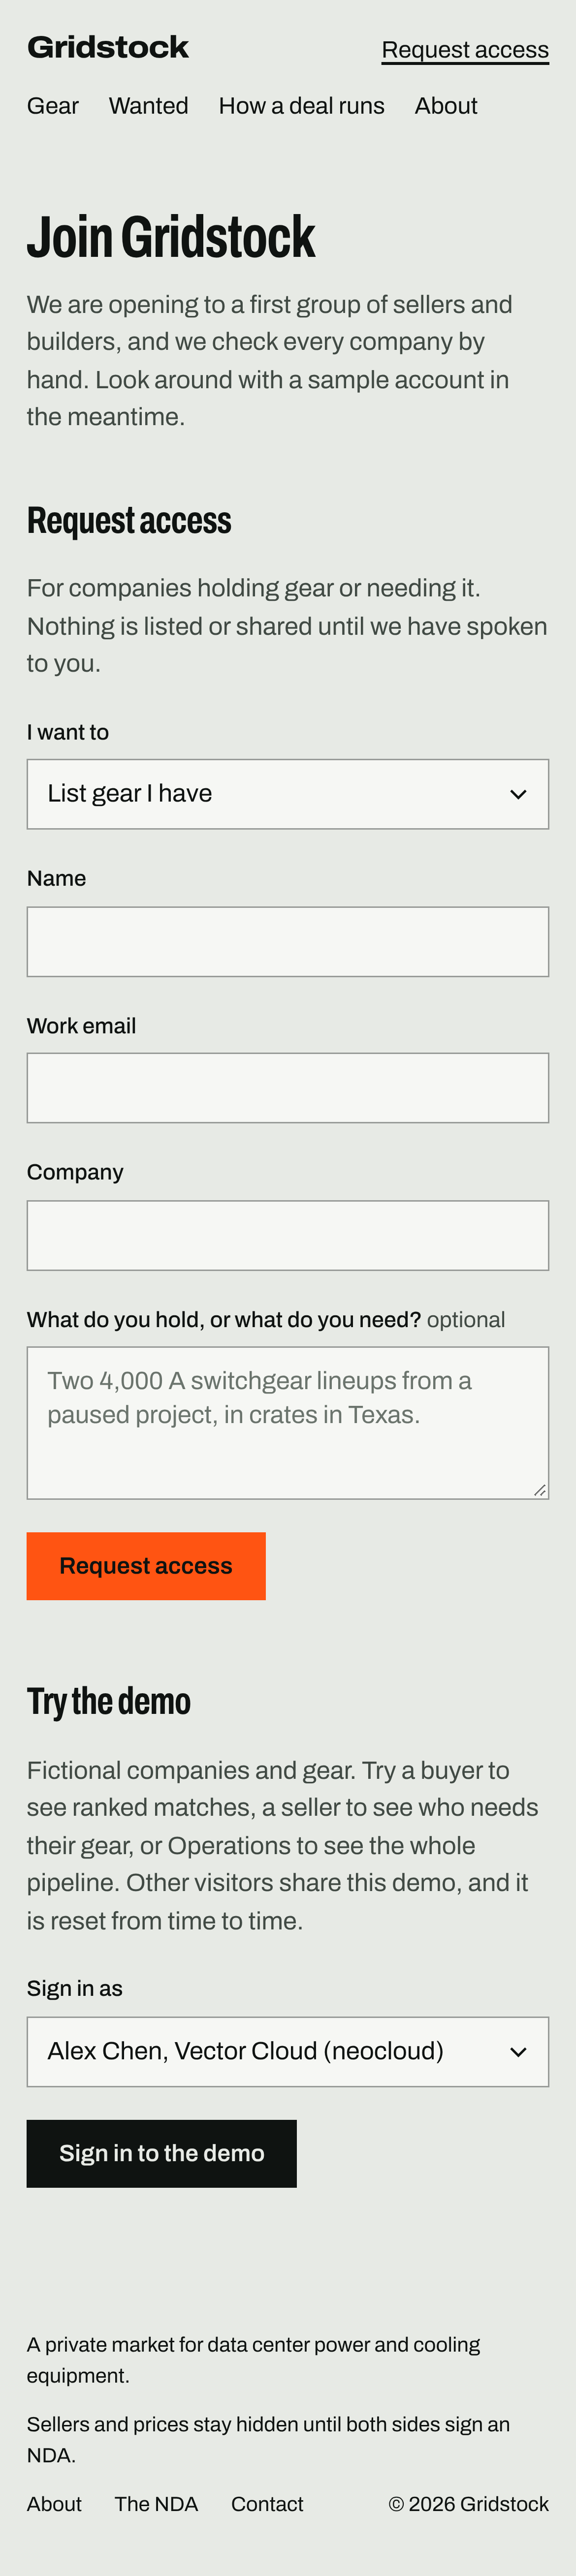 Gridstock
Request access
Gear Wanted How a deal runs About
Join Gridstock
We are opening to a first group of sellers and
builders, and we check every company by
hand. Look around with a sample account in
the meantime.
Request access
For companies holding gear or needing it.
Nothing is listed or shared until we have spoken
to you.
I want to
List gear I have
Name
Work email
Company
What do you hold, or what do you need? optional
Two 4,000 A switchgear lineups from a
paused project, in crates in Texas.
Request access
Try the demo
Fictional companies and gear. Try a buyer to
see ranked matches, a seller to see who needs
their gear, or Operations to see the whole
pipeline. Other visitors share this demo, and it
is reset from time to time.
Sign in as
Alex Chen, Vector Cloud (neocloud)
Sign in to the demo
A private market for data center power and cooling
equipment.
Sellers and prices stay hidden until both sides sign an
NDA.
About The NDA Contact © 2026 Gridstock